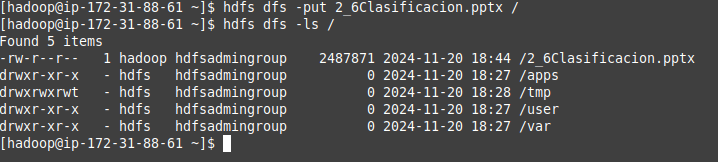 [hadoop@ip-172-31-88-61 ~]$ hdfs dfs -put 2_6Clasificacion.pptx /
[hadoop@ip-172-31-88-61 ~]$ hdfs dfs -ls /
Found 5 items
-rw-r--r--   1 hadoop hdfsadmingroup    2487871 2024-11-20 18:44 /2_6Clasificacion.pptx
drwxr-xr-x   - hdfs   hdfsadmingroup          0 2024-11-20 18:27 /apps
drwxrwxrwt   - hdfs   hdfsadmingroup          0 2024-11-20 18:28 /tmp
drwxr-xr-x   - hdfs   hdfsadmingroup          0 2024-11-20 18:27 /user
drwxr-xr-x   - hdfs   hdfsadmingroup          0 2024-11-20 18:27 /var
[hadoop@ip-172-31-88-61 ~]$